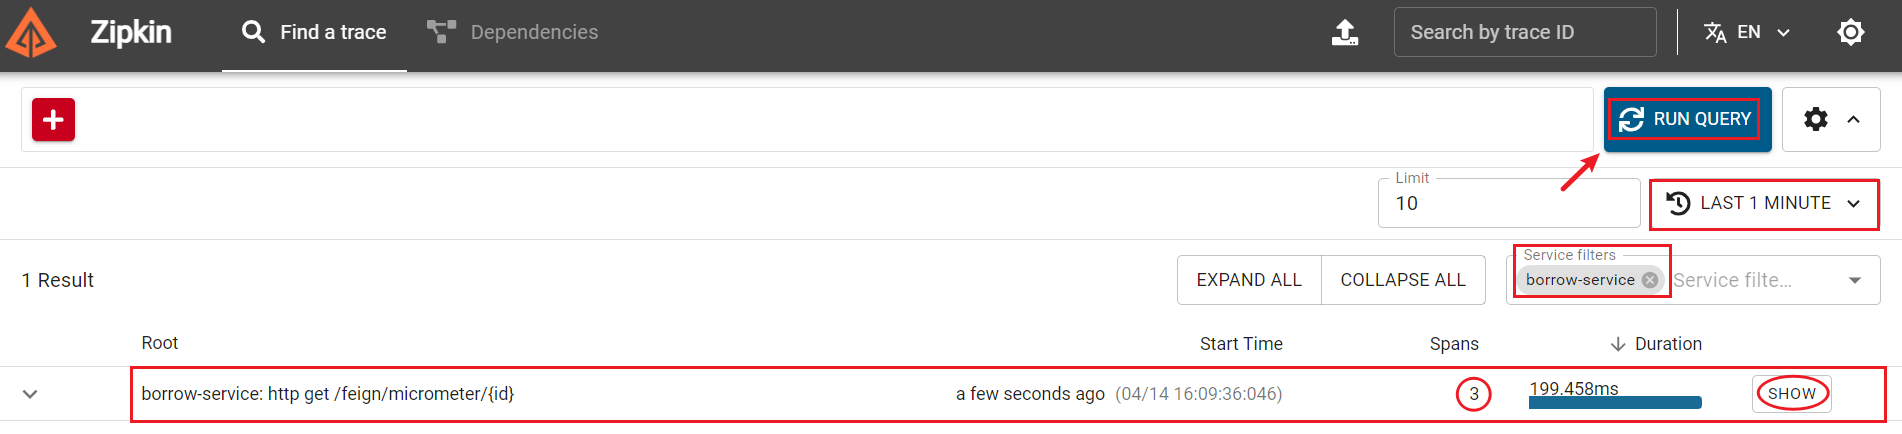 Zipkin Find a trace Dependencies Search by trace ID EN
RUN QUERY
Limit
10 LAST 1 MINUTE
Service filters
1 Result EXPAND ALL COLLAPSE ALL borrow-service Service filte...
Root Start Time Spans Duration
borrow-service: http get /feign/micrometer/{id} a few seconds ago (04/14 16:09:36:046) 3 199.458ms SHOW